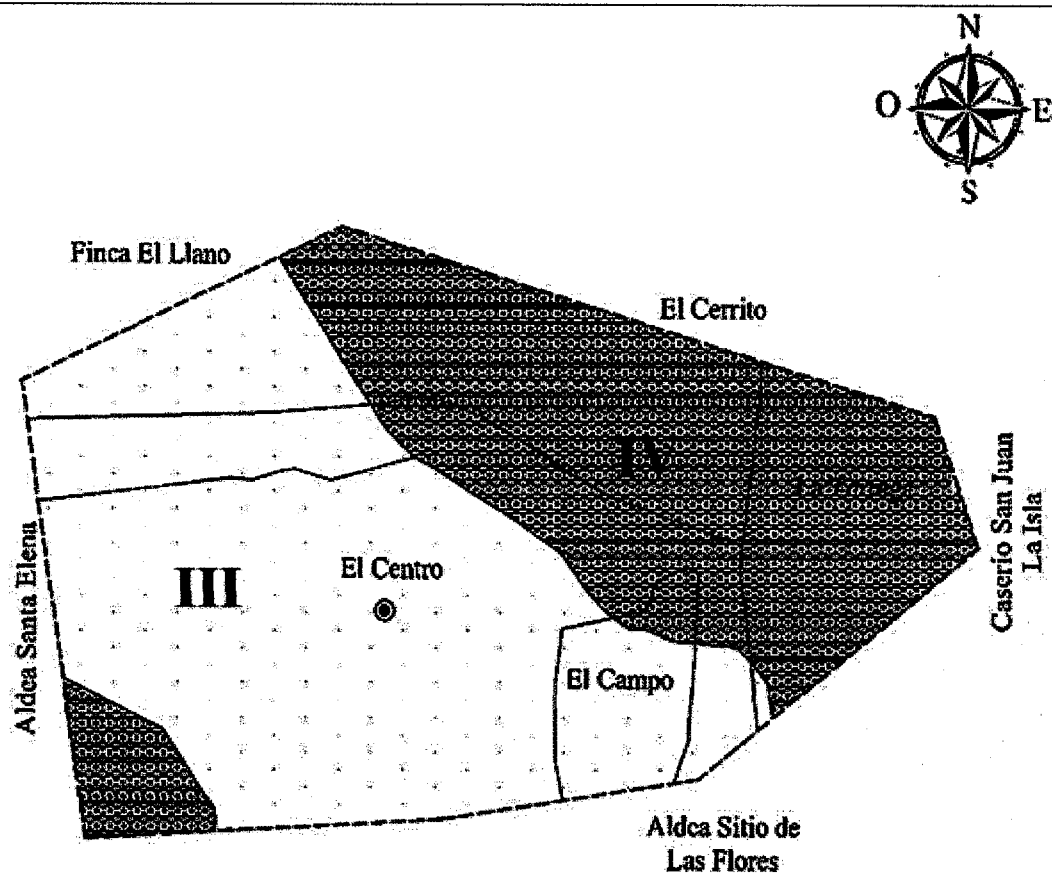 N
O
E
S
Finca El Llano
El Cerrito
IV
Caserío San Juan
La Isla
Aldea Santa Elena
III
El Centro
El Campo
Aldea Sitio de
Las Flores